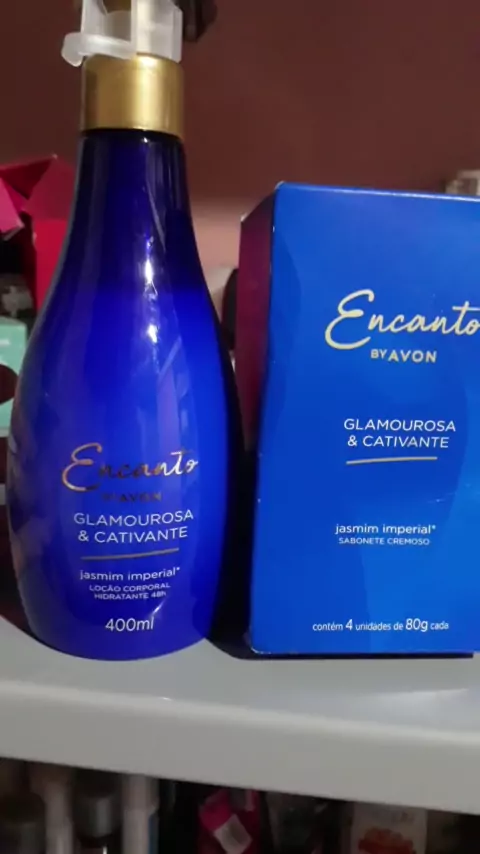 Encanto
BY AVON
GLAMOUROSA
& CATIVANTE
jasmim imperial*
LOÇÃO CORPORAL
HIDRATANTE 48h
400ml
Encanto
BY AVON
GLAMOUROSA
& CATIVANTE
jasmim imperial*
SABONETE CREMOSO
contém 4 unidades de 80g cada